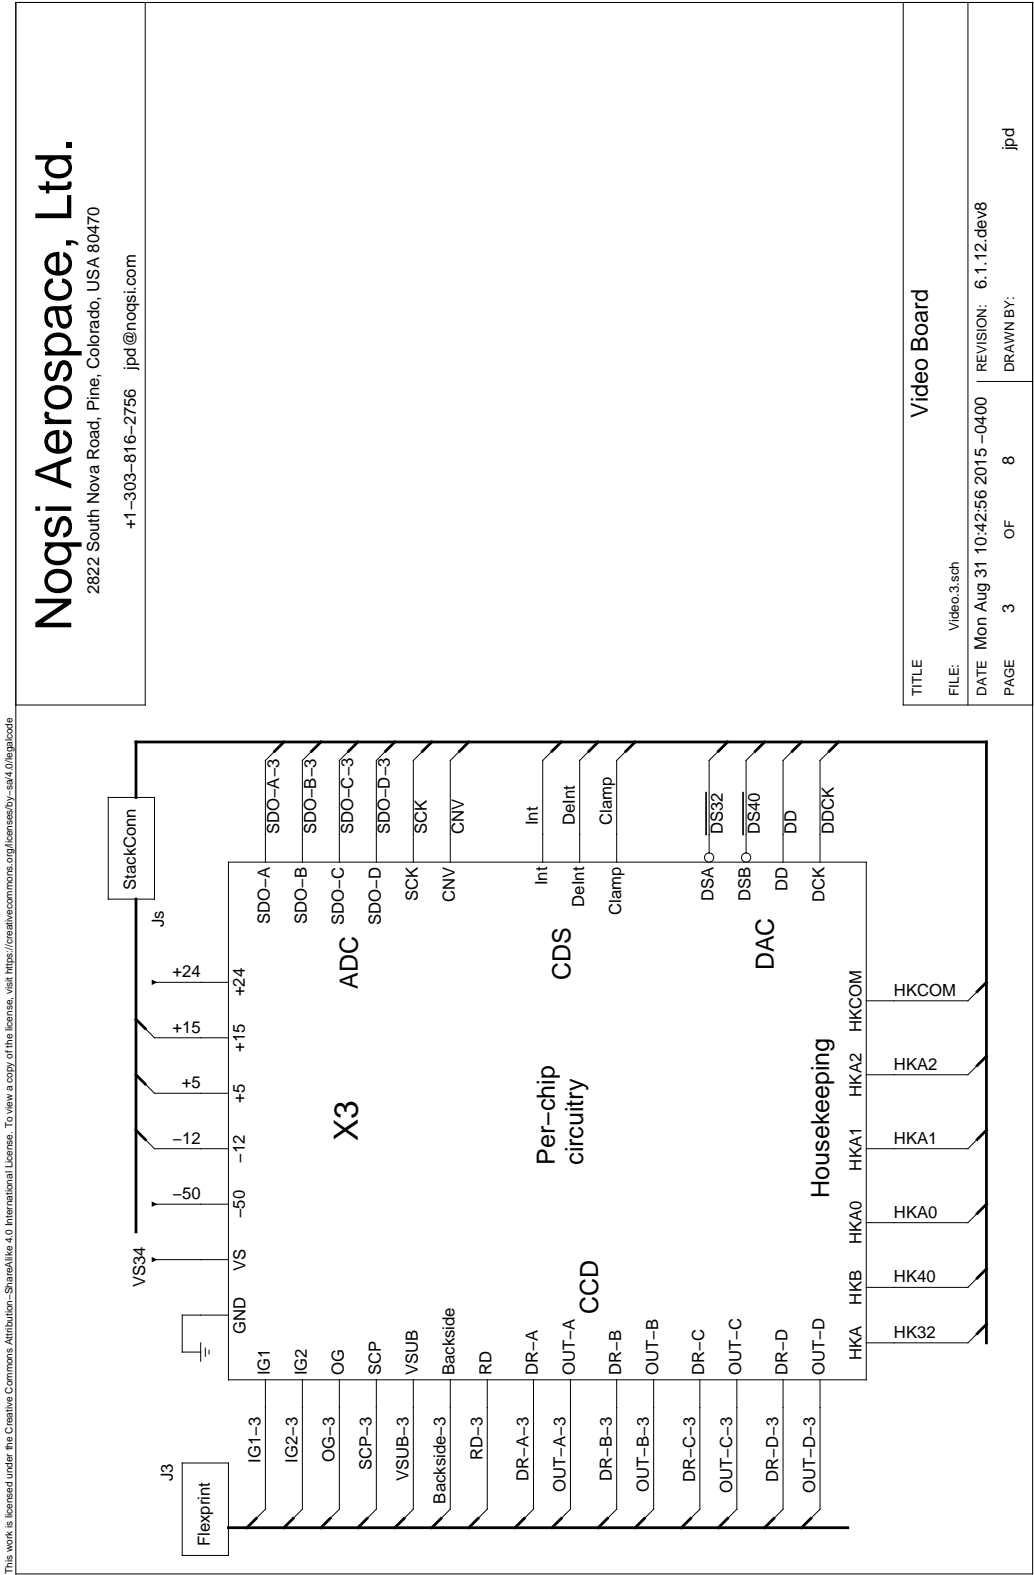 This work is licensed under the Creative Commons Attribution−ShareAlike 4.0 International License. To view a copy of the license, visit https://creativecommons.org/licenses/by−sa/4.0/legalcode
Noqsi Aerospace, Ltd.
2822 South Nova Road, Pine, Colorado, USA 80470
+1−303−816−2756 jpd@noqsi.com
StackConn
Js
VS34
−50
−12
+5
+15
+24
GND
VS
−50
−12
+5
+15
+24
J3
Flexprint
IG1−3
IG2−3
OG−3
SCP−3
VSUB−3
Backside−3
RD−3
DR−A−3
OUT−A−3
DR−B−3
OUT−B−3
DR−C−3
OUT−C−3
DR−D−3
OUT−D−3
IG1
IG2
OG
SCP
VSUB
Backside
RD
DR−A
OUT−A
DR−B
OUT−B
DR−C
OUT−C
DR−D
OUT−D
CCD
X3
Per−chip
circuitry
Housekeeping
ADC
CDS
DAC
SDO−A
SDO−B
SDO−C
SDO−D
SCK
CNV
Int
DeInt
Clamp
DSA
DSB
DD
DCK
SDO−A−3
SDO−B−3
SDO−C−3
SDO−D−3
SCK
CNV
Int
DeInt
Clamp
DS32
DS40
DD
DDCK
HKA
HKB
HKA0
HKA1
HKA2
HKCOM
HK32
HK40
HKA0
HKA1
HKA2
HKCOM
TITLE
Video Board
FILE: Video.3.sch
DATE Mon Aug 31 10:42:56 2015 −0400
REVISION: 6.1.12.dev8
PAGE 3 OF 8
DRAWN BY: jpd